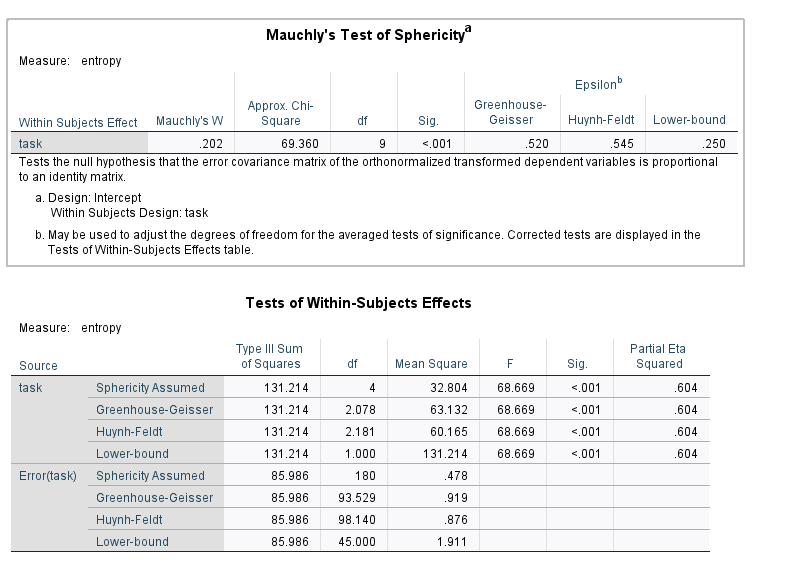 Mauchly's Test of Sphericity^a
Measure: entropy
Epsilon^b
Within Subjects Effect Mauchly's W Approx. Chi-Square df Sig. Greenhouse-Geisser Huynh-Feldt Lower-bound
task .202 69.360 9 <.001 .520 .545 .250
Tests the null hypothesis that the error covariance matrix of the orthonormalized transformed dependent variables is proportional
to an identity matrix.
a. Design: Intercept
Within Subjects Design: task
b. May be used to adjust the degrees of freedom for the averaged tests of significance. Corrected tests are displayed in the
Tests of Within-Subjects Effects table.
Tests of Within-Subjects Effects
Measure: entropy
Source Type III Sum of Squares df Mean Square F Sig. Partial Eta Squared
task Sphericity Assumed 131.214 4 32.804 68.669 <.001 .604
Greenhouse-Geisser 131.214 2.078 63.132 68.669 <.001 .604
Huynh-Feldt 131.214 2.181 60.165 68.669 <.001 .604
Lower-bound 131.214 1.000 131.214 68.669 <.001 .604
Error(task) Sphericity Assumed 85.986 180 .478
Greenhouse-Geisser 85.986 93.529 .919
Huynh-Feldt 85.986 98.140 .876
Lower-bound 85.986 45.000 1.911